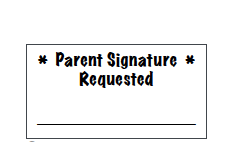 * Parent Signature *
Requested